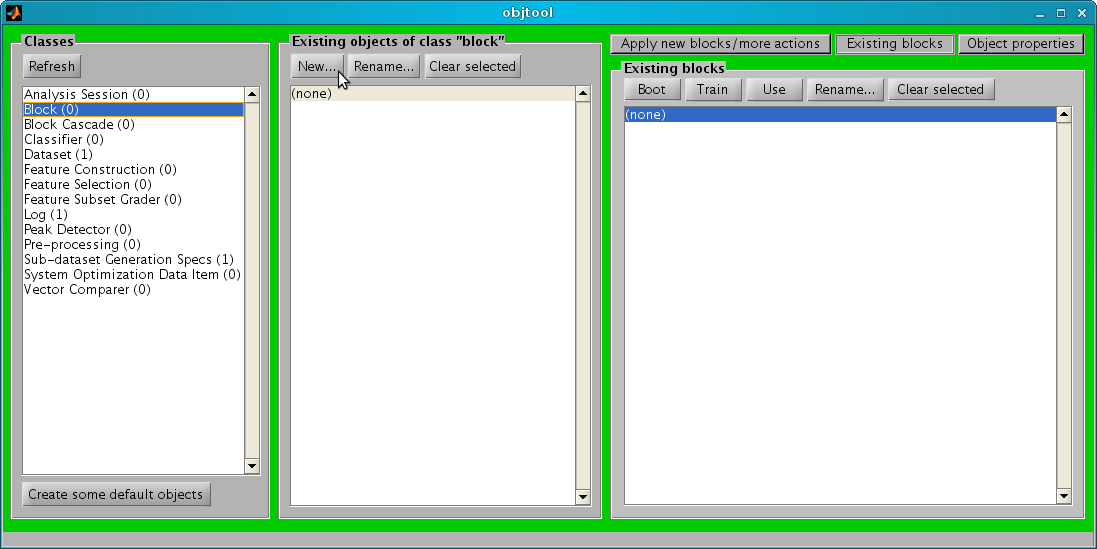 objtool
Classes
Refresh
Analysis Session (0)
Block (0)
Block Cascade (0)
Classifier (0)
Dataset (1)
Feature Construction (0)
Feature Selection (0)
Feature Subset Grader (0)
Log (1)
Peak Detector (0)
Pre-processing (0)
Sub-dataset Generation Specs (1)
System Optimization Data Item (0)
Vector Comparer (0)
Create some default objects
Existing objects of class "block"
New... Rename... Clear selected
(none)
Apply new blocks/more actions Existing blocks Object properties
Existing blocks
Boot Train Use Rename... Clear selected
(none)